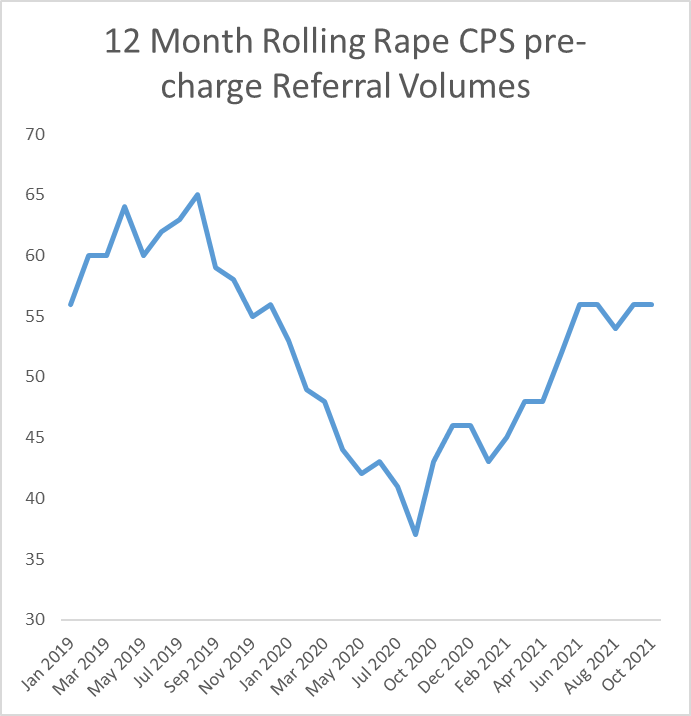 12 Month Rolling Rape CPS pre-
charge Referral Volumes
70
65
60
55
50
45
40
35
30
Jan 2019
Mar 2019
May 2019
Jul 2019
Sep 2019
Nov 2019
Jan 2020
Mar 2020
May 2020
Jul 2020
Oct 2020
Dec 2020
Feb 2021
Apr 2021
Jun 2021
Aug 2021
Oct 2021